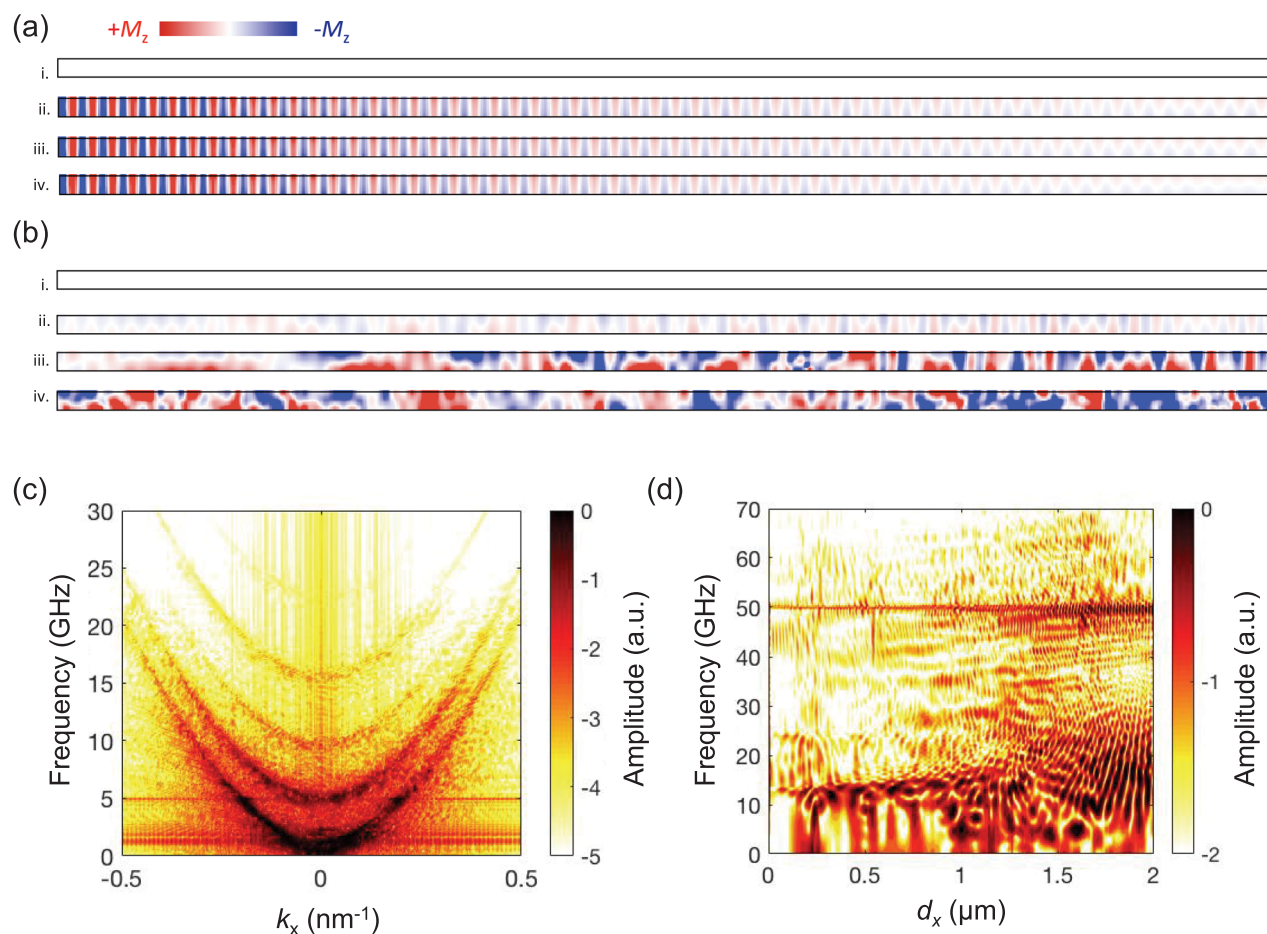 (a)
+Mz -Mz
i.
ii.
iii.
iv.
(b)
i.
ii.
iii.
iv.
(c)
30
25
20
15
10
5
0
Frequency (GHz)
-0.5 0 0.5
kx (nm-1)
0
-1
-2
-3
-4
-5
Amplitude (a.u.)
(d)
70
60
50
40
30
20
10
0
Frequency (GHz)
0 0.5 1 1.5 2
dx (µm)
0
-1
-2
Amplitude (a.u.)